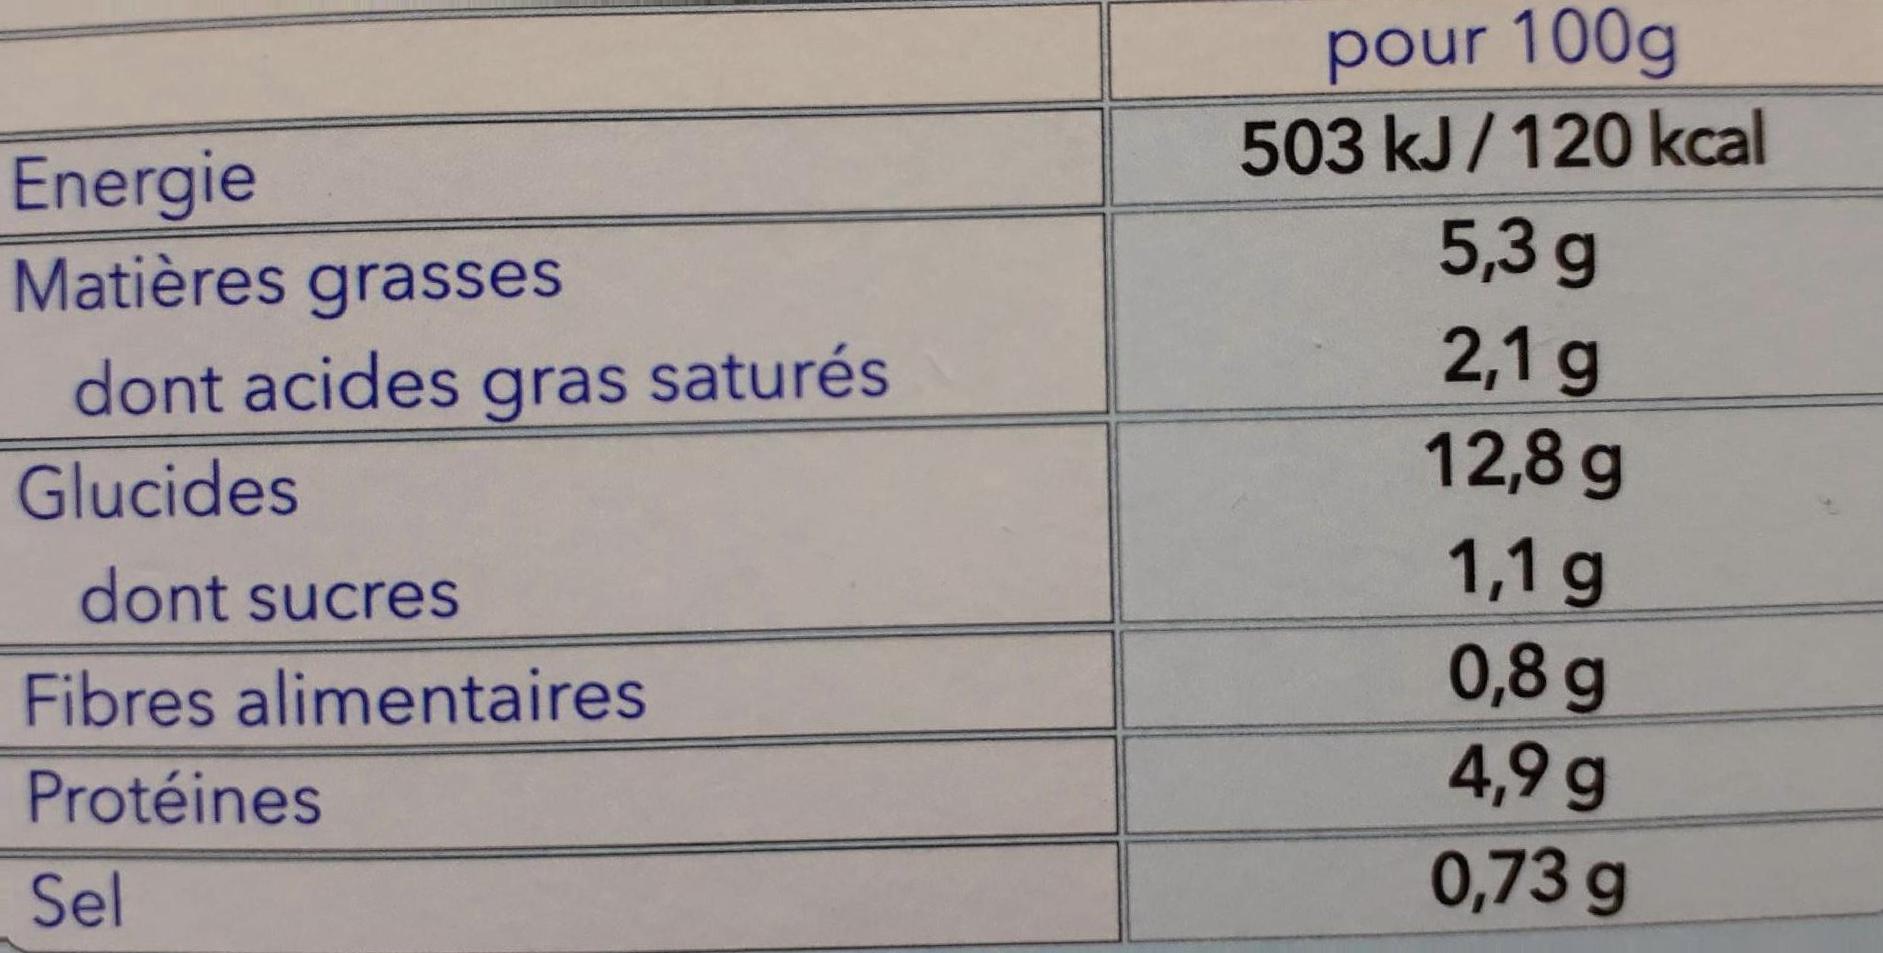 pour 100g
Energie 503 kJ / 120 kcal
Matières grasses 5,3 g
dont acides gras saturés 2,1 g
Glucides 12,8 g
dont sucres 1,1 g
Fibres alimentaires 0,8 g
Protéines 4,9 g
Sel 0,73 g